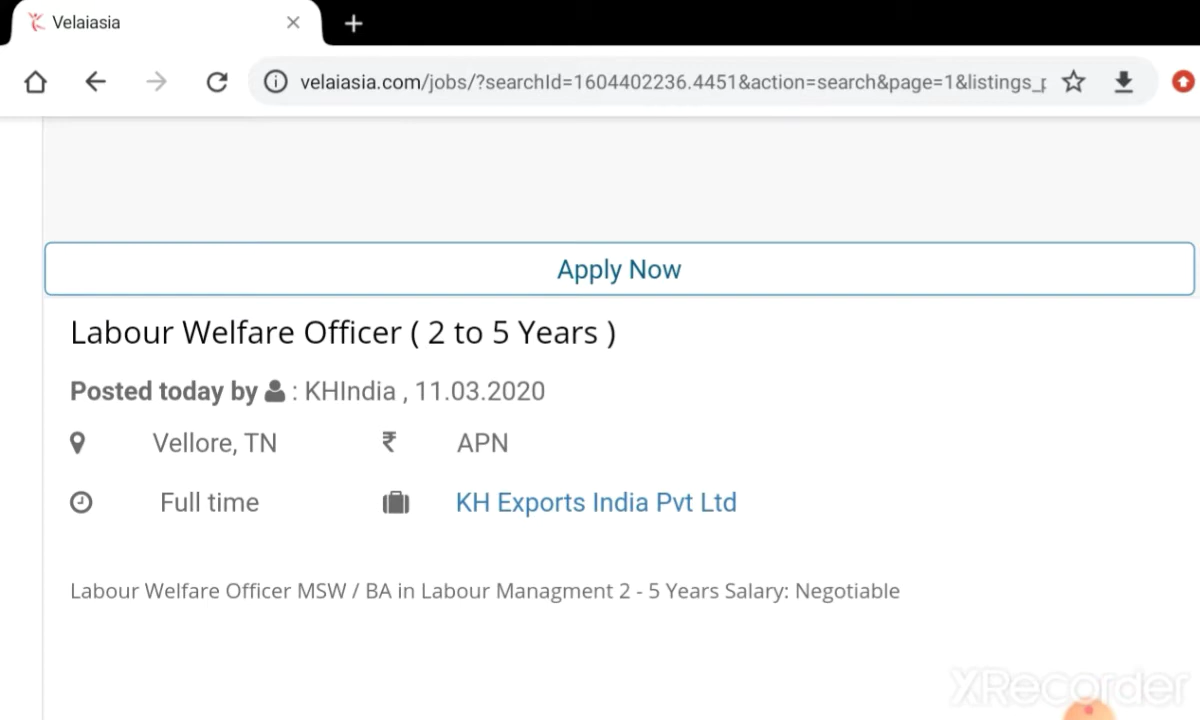 Velaiasia
velaiasia.com/jobs/?searchId=1604402236.4451&action=search&page=1&listings_p
Apply Now
Labour Welfare Officer ( 2 to 5 Years )
Posted today by : KHIndia , 11.03.2020
Vellore, TN ₹ APN
Full time KH Exports India Pvt Ltd
Labour Welfare Officer MSW / BA in Labour Managment 2 - 5 Years Salary: Negotiable
XRecorder